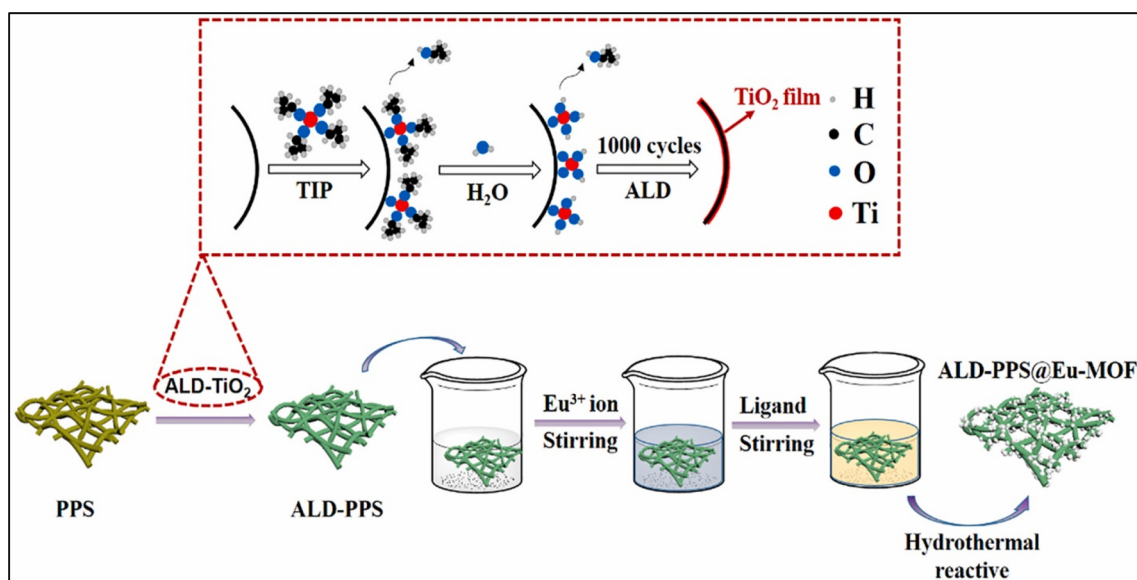 TIP
H₂O
1000 cycles
ALD
TiO₂ film
H
C
O
Ti
ALD-TiO₂
PPS
ALD-PPS
Eu³⁺ ion
Stirring
Ligand
Stirring
ALD-PPS@Eu-MOF
Hydrothermal
reactive